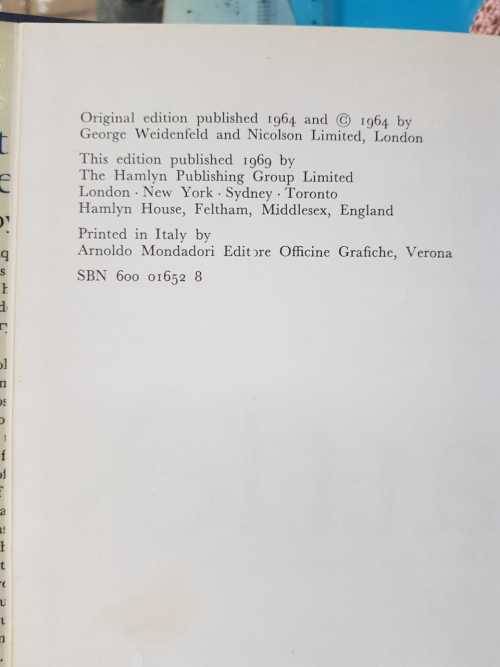 Original edition published 1964 and © 1964 by
George Weidenfeld and Nicolson Limited, London
This edition published 1969 by
The Hamlyn Publishing Group Limited
London · New York · Sydney · Toronto
Hamlyn House, Feltham, Middlesex, England
Printed in Italy by
Arnoldo Mondadori Editore Officine Grafiche, Verona
SBN 600 01652 8